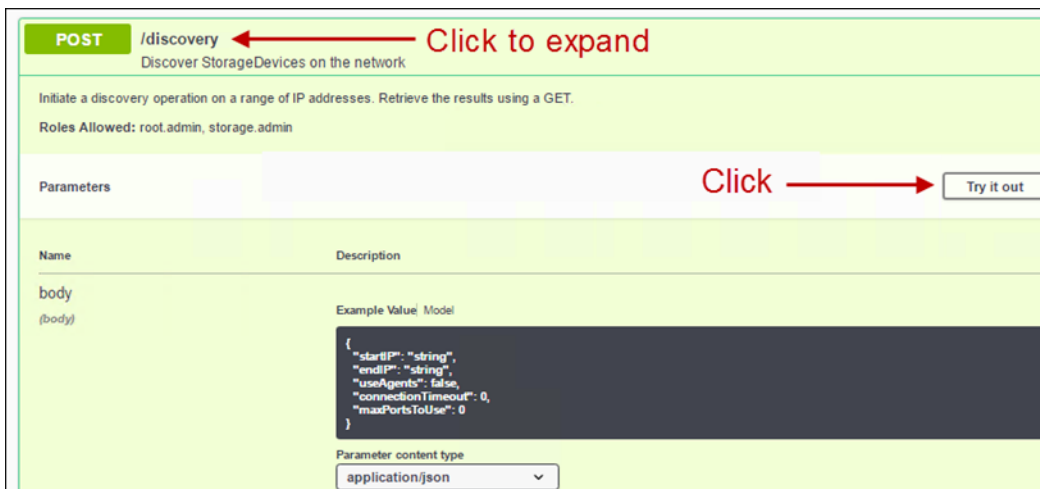 POST /discovery Click to expand
Discover StorageDevices on the network
Initiate a discovery operation on a range of IP addresses. Retrieve the results using a GET.
Roles Allowed: root.admin, storage.admin
Parameters Click Try it out
Name Description
body
(body)
Example Value Model
{
"startIP": "string",
"endIP": "string",
"useAgents": false,
"connectionTimeout": 0,
"maxPortsToUse": 0
}
Parameter content type
application/json